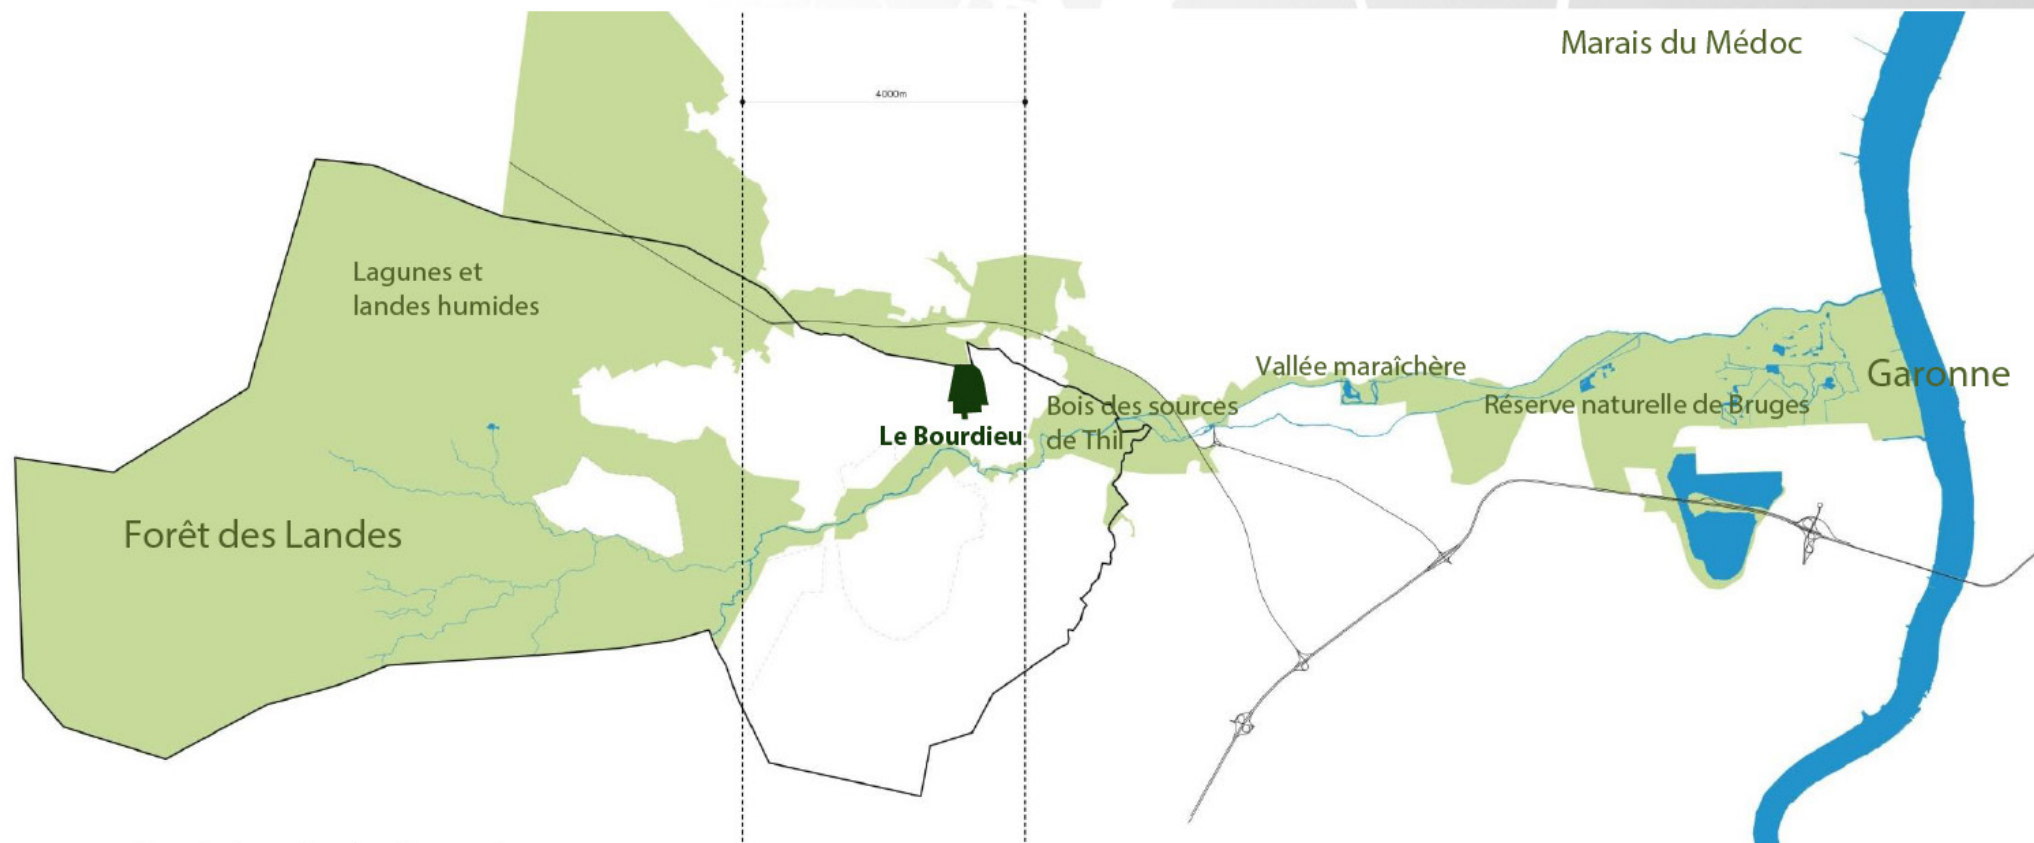 Marais du Médoc
4000m
Lagunes et
landes humides
Vallée maraîchère
Garonne
Bois des sources
de Thil
Réserve naturelle de Bruges
Le Bourdieu
Forêt des Landes